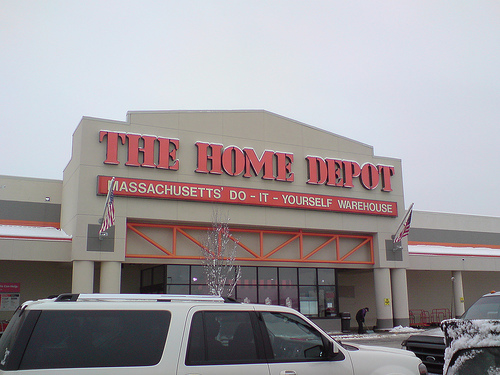 THE HOME DEPOT
MASSACHUSETTS' DO-IT-YOURSELF WAREHOUSE